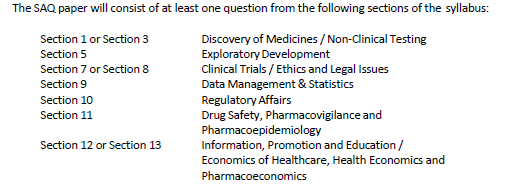 The SAQ paper will consist of at least one question from the following sections of the syllabus:
Section 1 or Section 3 Discovery of Medicines / Non-Clinical Testing
Section 5 Exploratory Development
Section 7 or Section 8 Clinical Trials / Ethics and Legal Issues
Section 9 Data Management & Statistics
Section 10 Regulatory Affairs
Section 11 Drug Safety, Pharmacovigilance and
Pharmacoepidemiology
Section 12 or Section 13 Information, Promotion and Education /
Economics of Healthcare, Health Economics and
Pharmacoeconomics